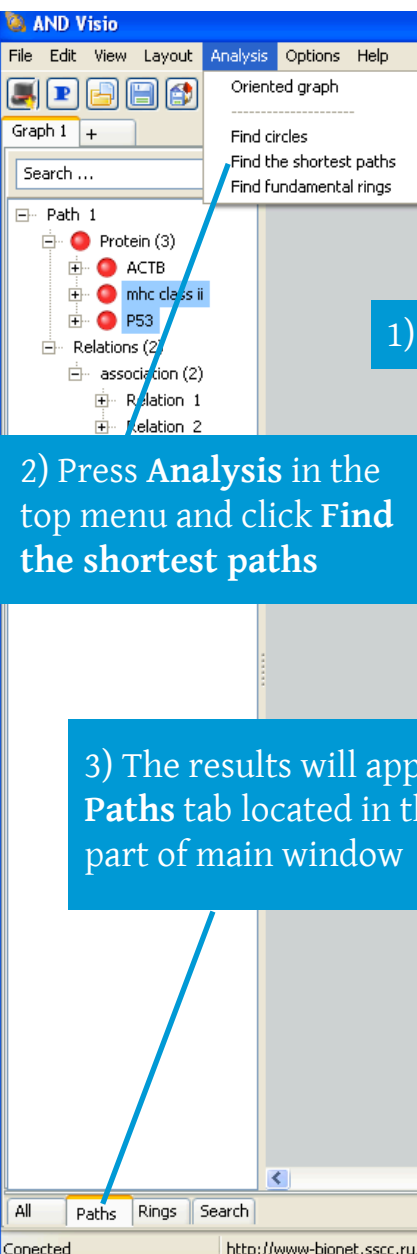 AND Visio
File Edit View Layout Analysis Options Help
P
Oriented graph
--------------------
Graph 1 +
Find circles
Find the shortest paths
Find fundamental rings
Search ...
Path 1
Protein (3)
ACTB
mhc class ii
P53
Relations (2)
association (2)
Relation 1
Relation 2
1)
2) Press Analysis in the
top menu and click Find
the shortest paths
3) The results will app
Paths tab located in th
part of main window
All Paths Rings Search
Conected http://www-bionet.sscc.ru